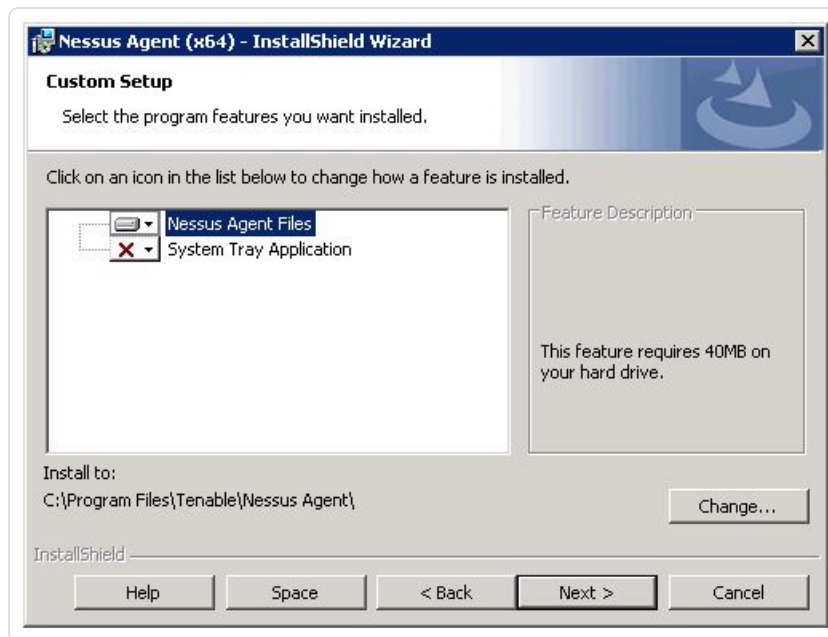 Nessus Agent (x64) - InstallShield Wizard
Custom Setup
Select the program features you want installed.
Click on an icon in the list below to change how a feature is installed.
Nessus Agent Files
System Tray Application
Feature Description
This feature requires 40MB on
your hard drive.
Install to:
C:\Program Files\Tenable\Nessus Agent\
Change...
InstallShield
Help
Space
< Back
Next >
Cancel